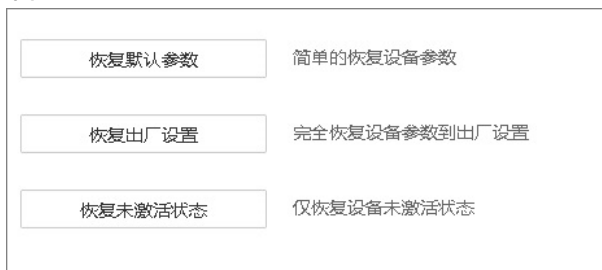 恢复默认参数 简单的恢复设备参数
恢复出厂设置 完全恢复设备参数到出厂设置
恢复未激活状态 仅恢复设备未激活状态